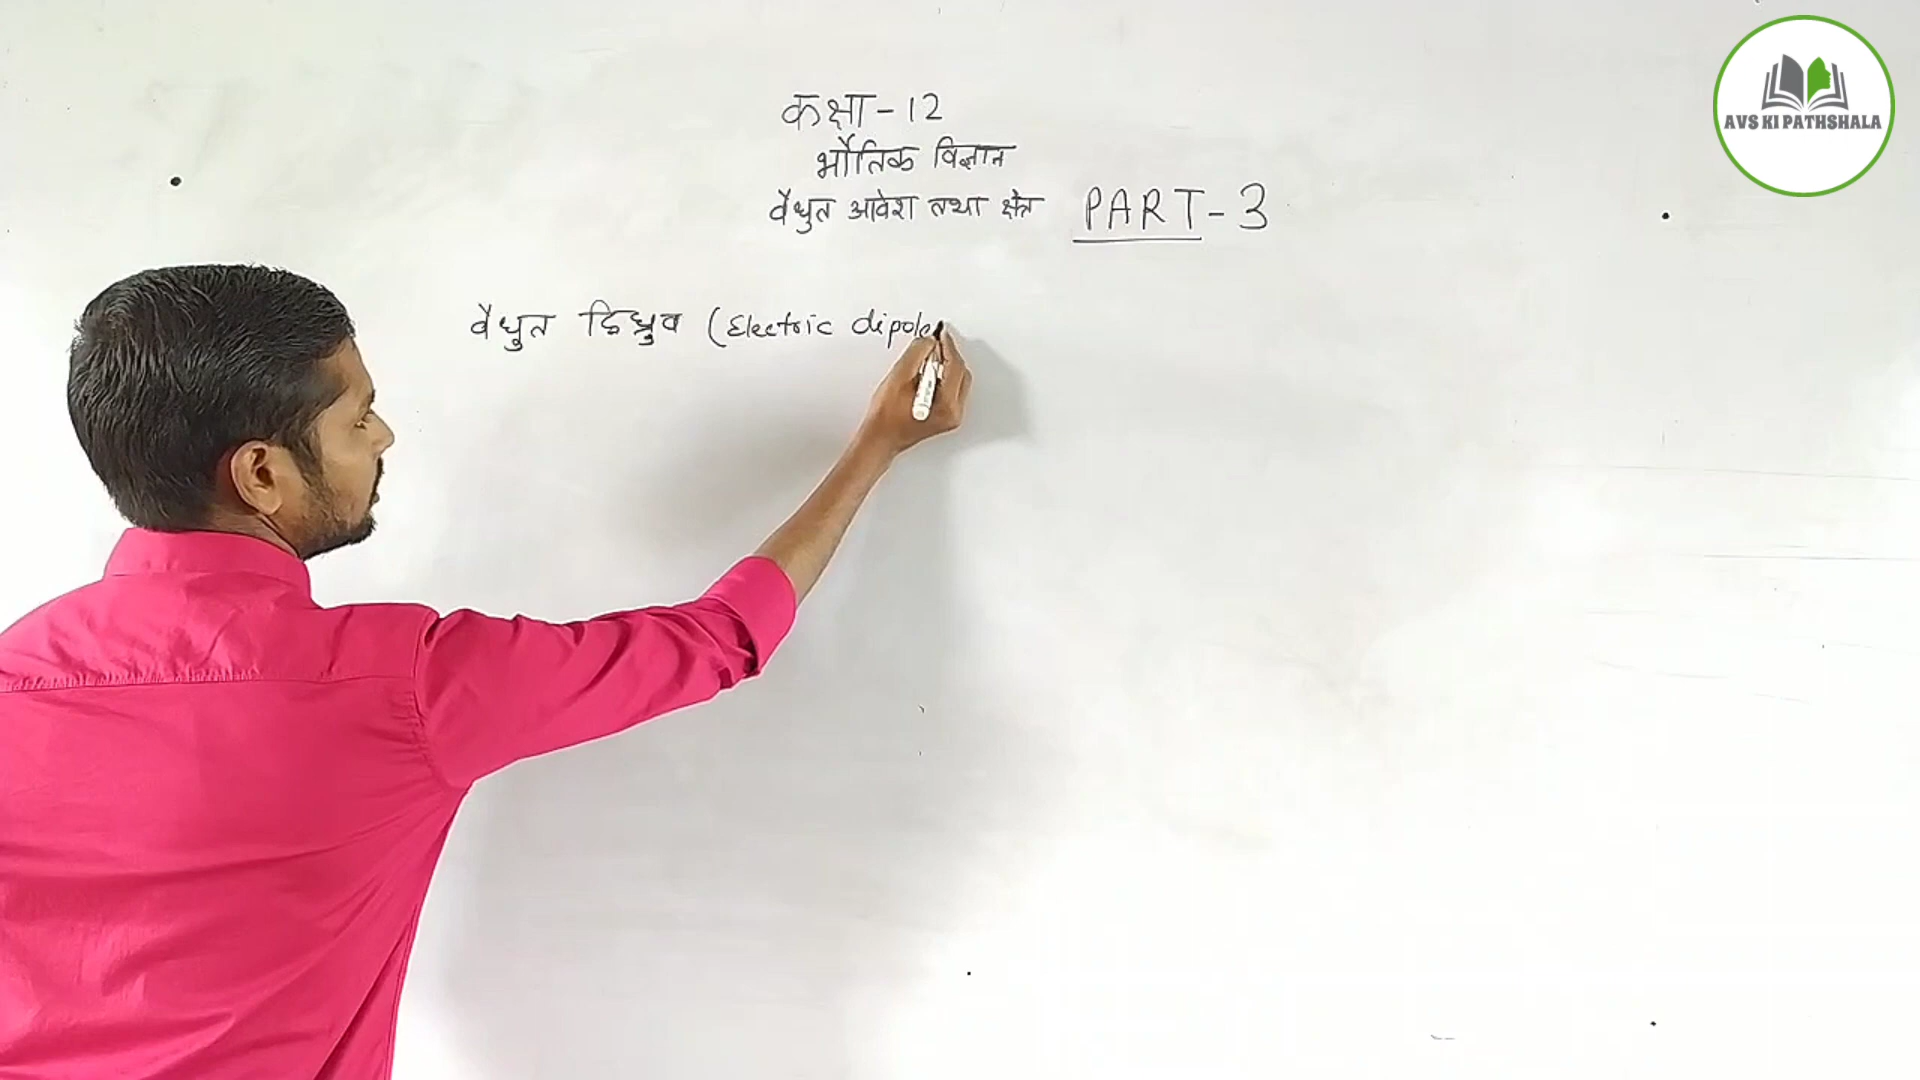 कक्षा-12
भौतिक विज्ञान
वैधुत आवेश तथा क्षेत्र PART-3
वैधुत द्विध्रुव (Electric dipole
AVS KI PATHSHALA